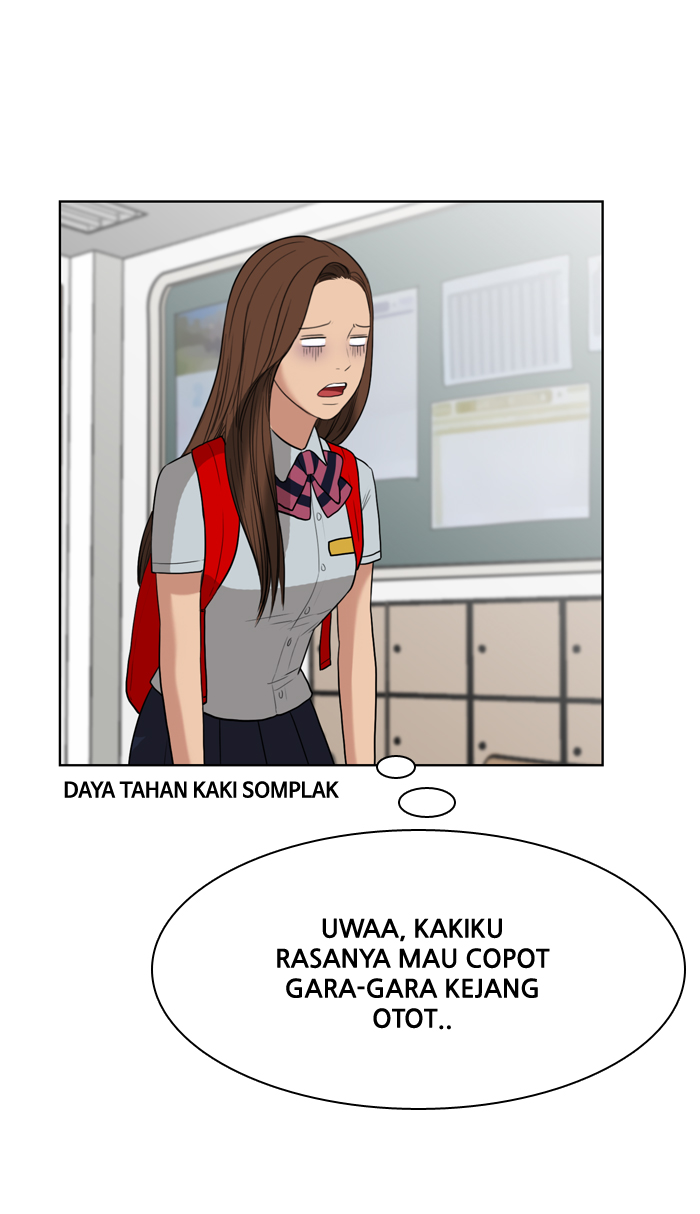 DAYA TAHAN KAKI SOMPLAK
UWAA, KAKIKU
RASANYA MAU COPOT
GARA-GARA KEJANG
OTOT..